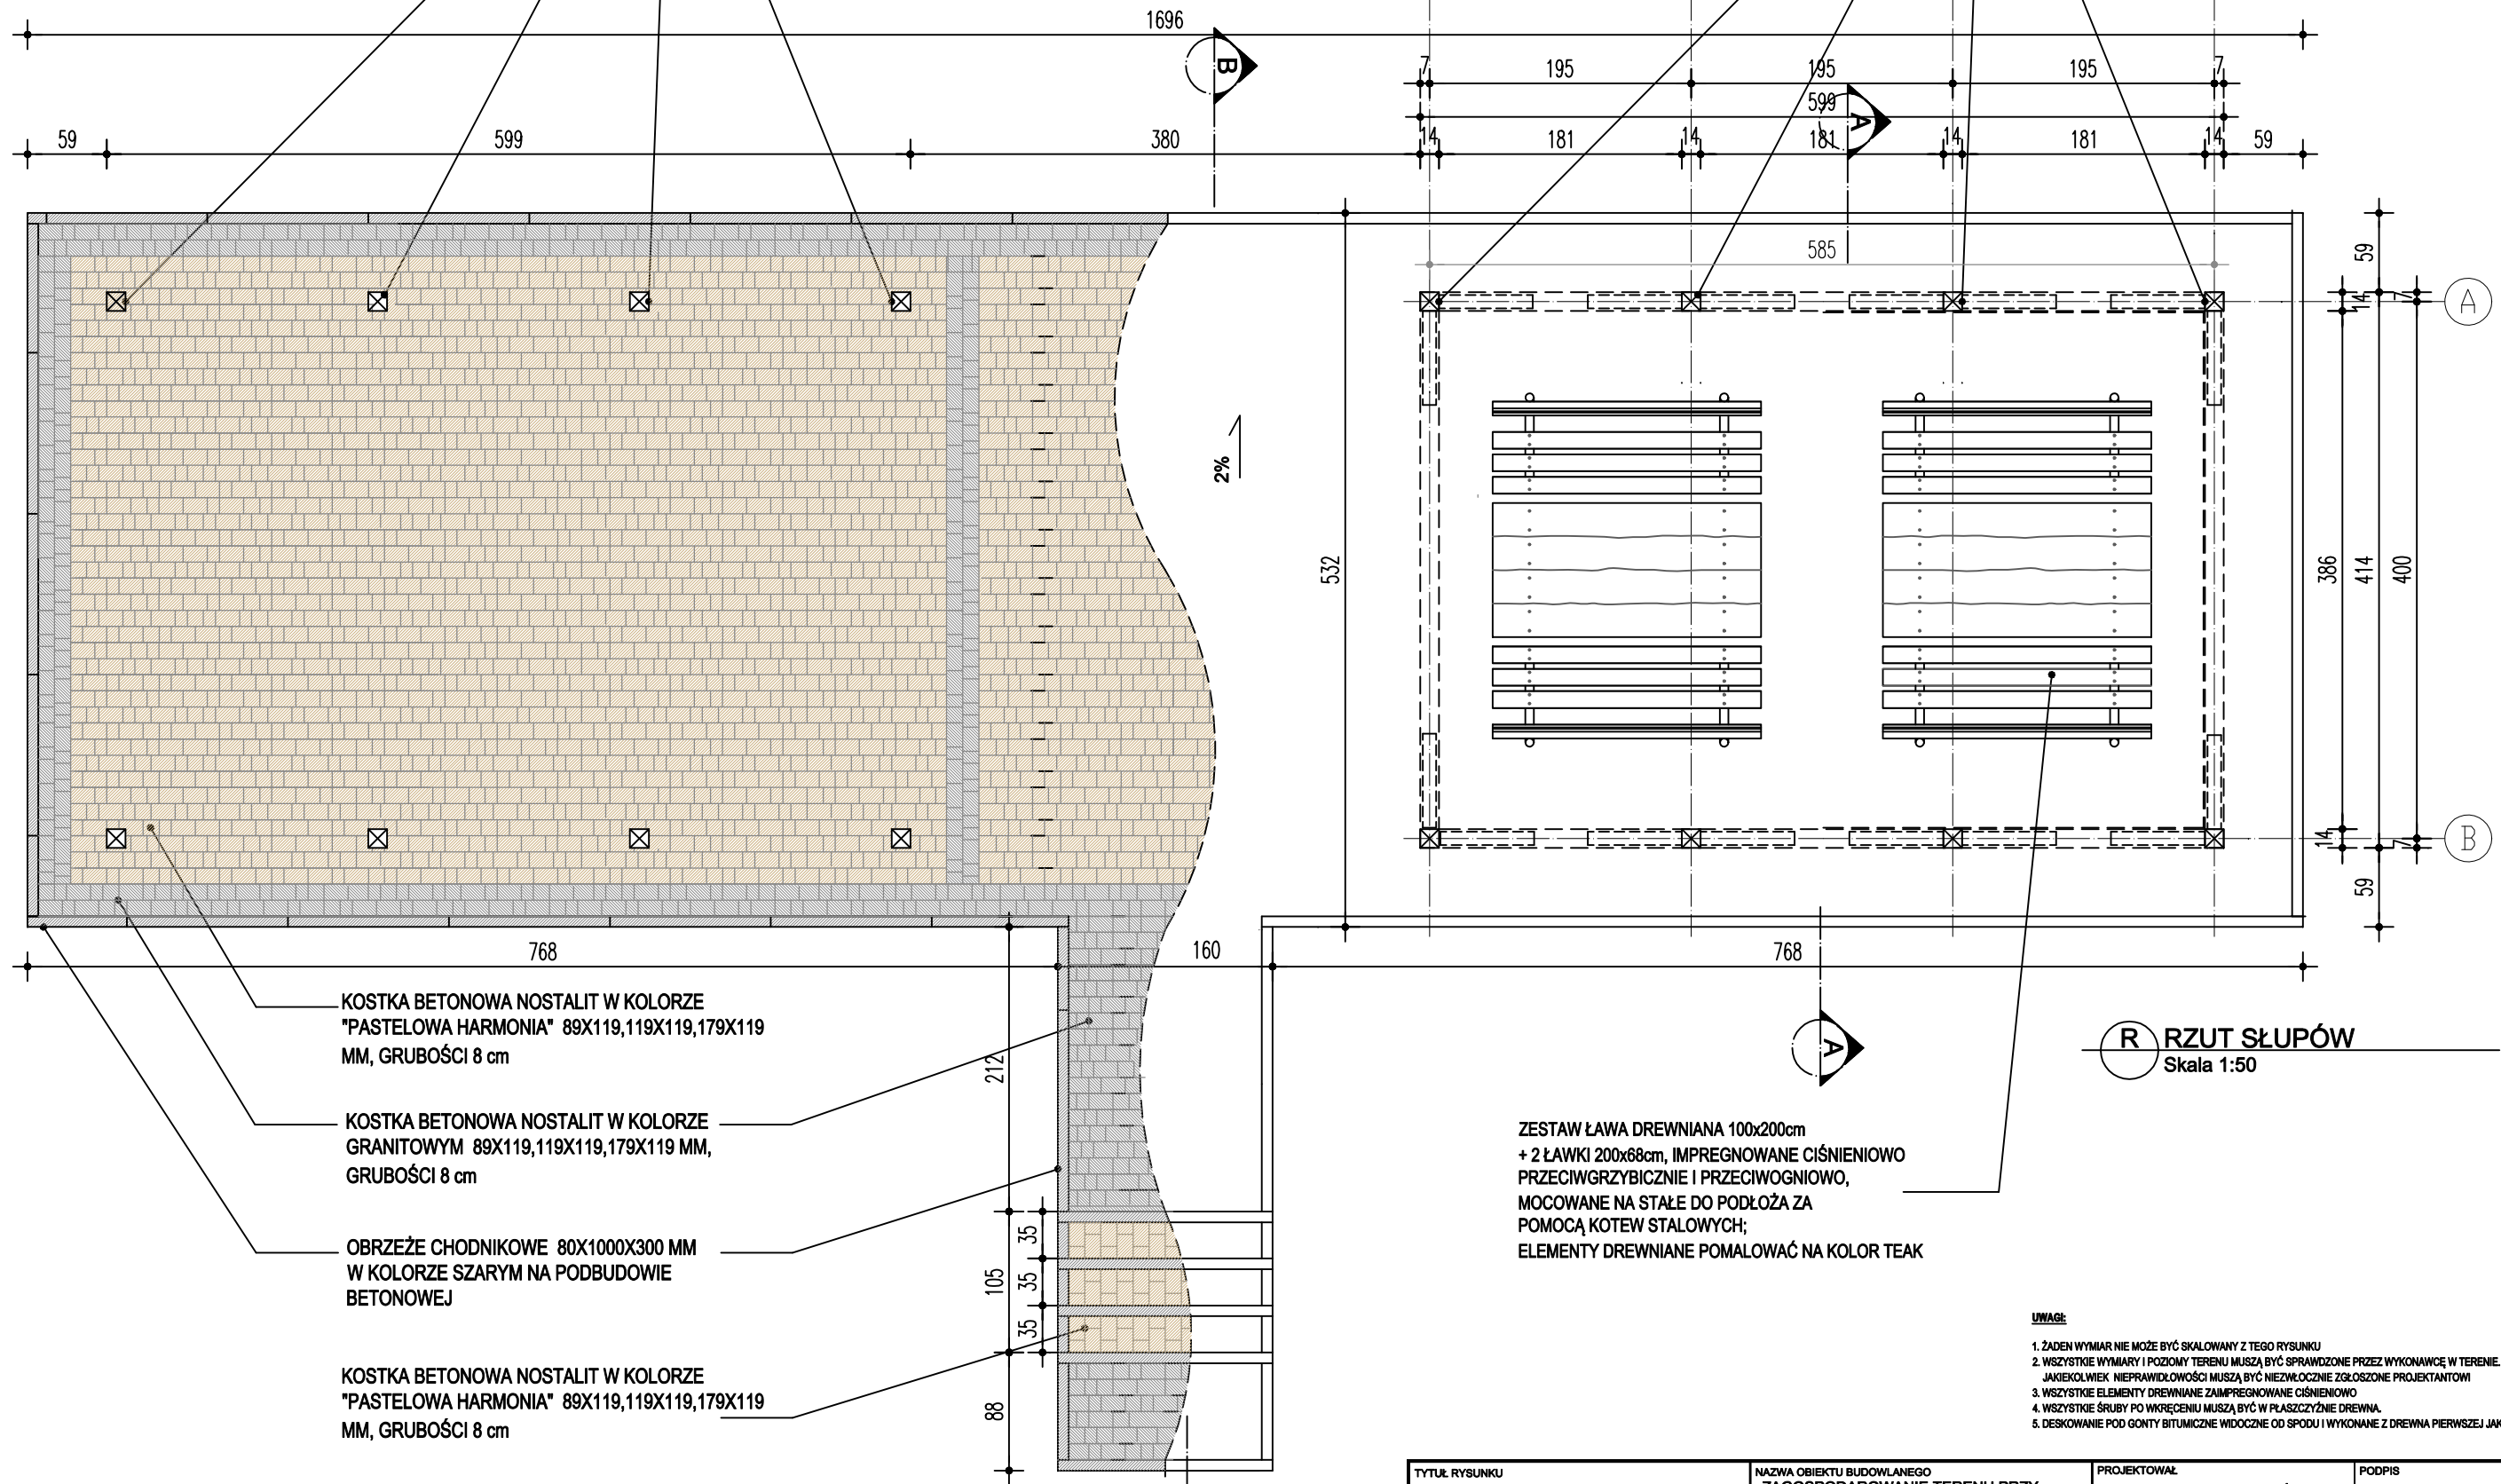 1696
B
7
195
195
195
7
599
A
59
599
380
14
181
14
181
14
181
14
59
585
59
14
7
A
2%
532
386
414
400
14
7
B
59
768
160
768
KOSTKA BETONOWA NOSTALIT W KOLORZE
"PASTELOWA HARMONIA" 89X119,119X119,179X119
MM, GRUBOŚCI 8 cm
212
A
R RZUT SŁUPÓW
Skala 1:50
KOSTKA BETONOWA NOSTALIT W KOLORZE
GRANITOWYM 89X119,119X119,179X119 MM,
GRUBOŚCI 8 cm
ZESTAW ŁAWA DREWNIANA 100x200cm
+ 2 ŁAWKI 200x68cm, IMPREGNOWANE CIŚNIENIOWO
PRZECIWGRZYBICZNIE I PRZECIWOGNIOWO,
MOCOWANE NA STAŁE DO PODŁOŻA ZA
POMOCĄ KOTEW STALOWYCH;
ELEMENTY DREWNIANE POMALOWAĆ NA KOLOR TEAK
OBRZEŻE CHODNIKOWE 80X1000X300 MM
W KOLORZE SZARYM NA PODBUDOWIE
BETONOWEJ
35
105
35
35
88
KOSTKA BETONOWA NOSTALIT W KOLORZE
"PASTELOWA HARMONIA" 89X119,119X119,179X119
MM, GRUBOŚCI 8 cm
UWAGI:
1. ŻADEN WYMIAR NIE MOŻE BYĆ SKALOWANY Z TEGO RYSUNKU
2. WSZYSTKIE WYMIARY I POZIOMY TERENU MUSZĄ BYĆ SPRAWDZONE PRZEZ WYKONAWCĘ W TERENIE.
JAKIEKOLWIEK NIEPRAWIDŁOWOŚCI MUSZĄ BYĆ NIEZWŁOCZNIE ZGŁOSZONE PROJEKTANTOWI
3. WSZYSTKIE ELEMENTY DREWNIANE ZAIMPREGNOWANE CIŚNIENIOWO
4. WSZYSTKIE ŚRUBY PO WKRĘCENIU MUSZĄ BYĆ W PŁASZCZYŹNIE DREWNA.
5. DESKOWANIE POD GONTY BITUMICZNE WIDOCZNE OD SPODU I WYKONANE Z DREWNA PIERWSZEJ JAK
TYTUŁ RYSUNKU
NAZWA OBIEKTU BUDOWLANEGO
ZAGOSPODAROWANIE TERENU PRZY
PROJEKTOWAŁ
PODPIS